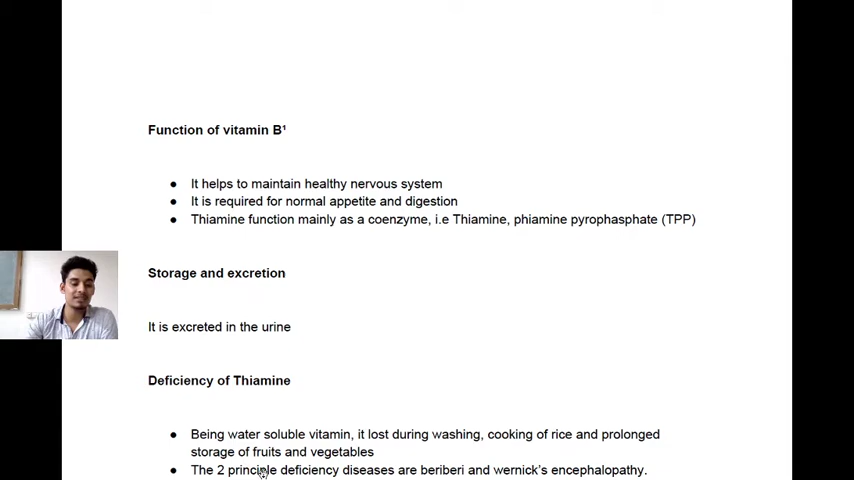 Function of vitamin B¹
● It helps to maintain healthy nervous system
● It is required for normal appetite and digestion
● Thiamine function mainly as a coenzyme, i.e Thiamine, phiamine pyrophasphate (TPP)
Storage and excretion
It is excreted in the urine
Deficiency of Thiamine
● Being water soluble vitamin, it lost during washing, cooking of rice and prolonged
storage of fruits and vegetables
● The 2 principle deficiency diseases are beriberi and wernick's encephalopathy.